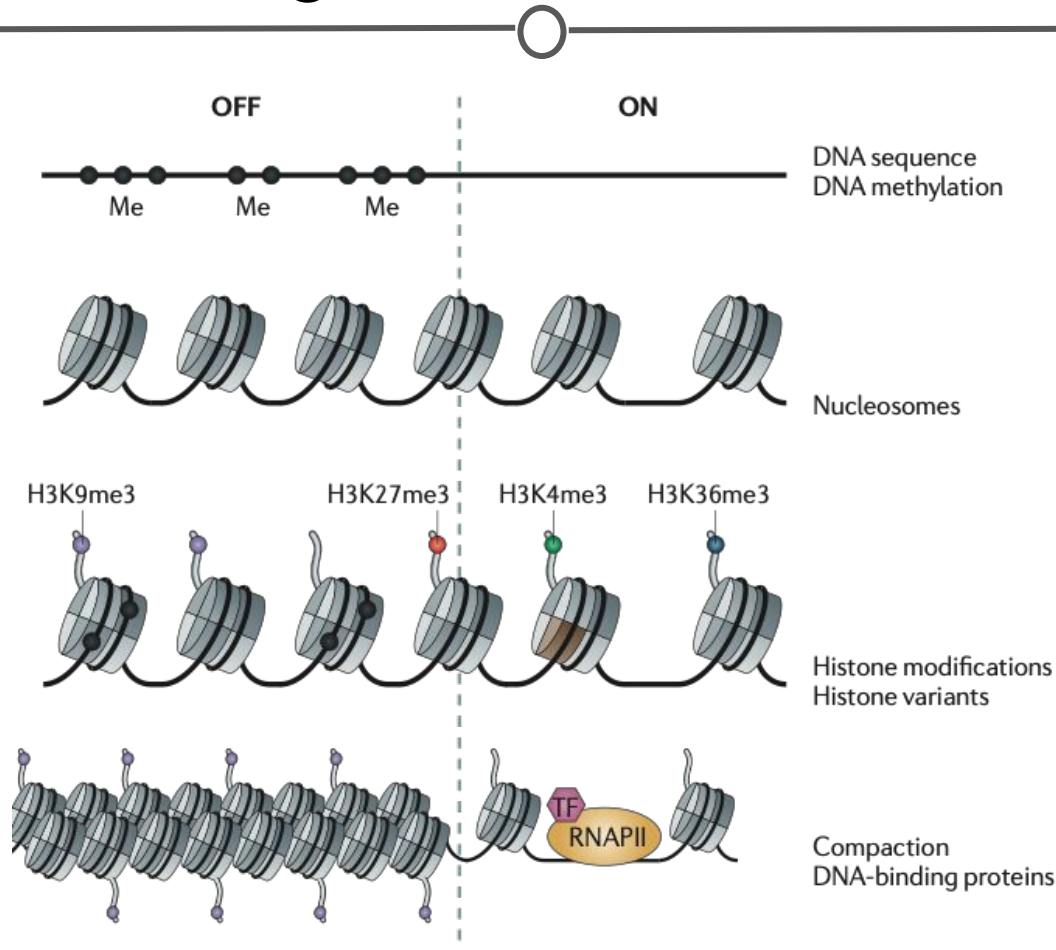 OFF
ON
DNA sequence
DNA methylation
Me
Me
Me
Nucleosomes
H3K9me3
H3K27me3
H3K4me3
H3K36me3
Histone modifications
Histone variants
TF
RNAPII
Compaction
DNA-binding proteins